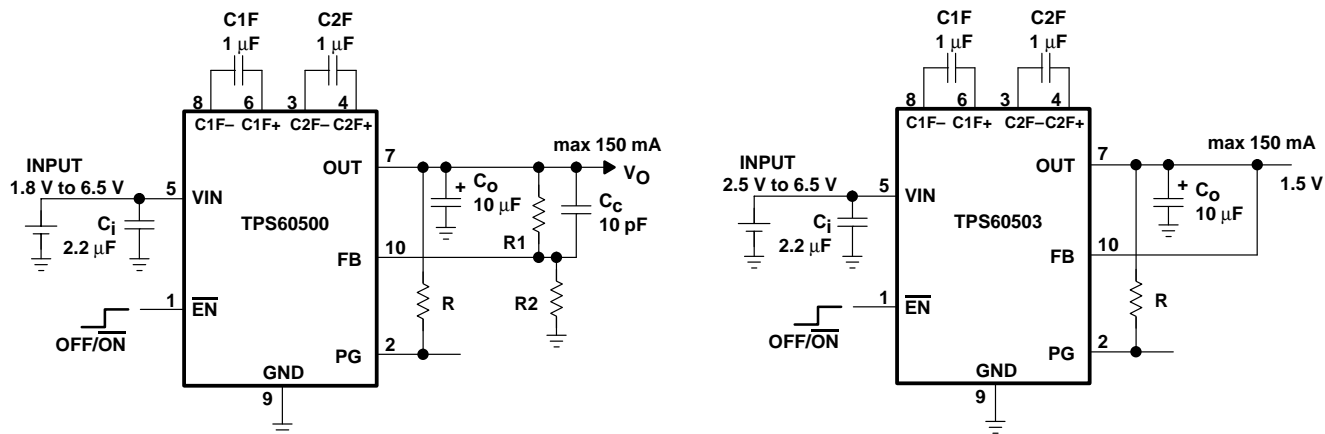 C1F
1 μF
C2F
1 μF
8
6
3
4
C1F–
C1F+
C2F–
C2F+
INPUT
1.8 V to 6.5 V
5
VIN
Ci
2.2 μF
TPS60500
OUT
7
max 150 mA
VO
+
Co
10 μF
R1
Cc
10 pF
FB
10
R
R2
1
EN
OFF/ON
PG
2
GND
9
C1F
1 μF
C2F
1 μF
8
6
3
4
C1F–
C1F+
C2F–
C2F+
INPUT
2.5 V to 6.5 V
5
VIN
Ci
2.2 μF
TPS60503
OUT
7
max 150 mA
1.5 V
+
Co
10 μF
FB
10
R
1
EN
OFF/ON
PG
2
GND
9